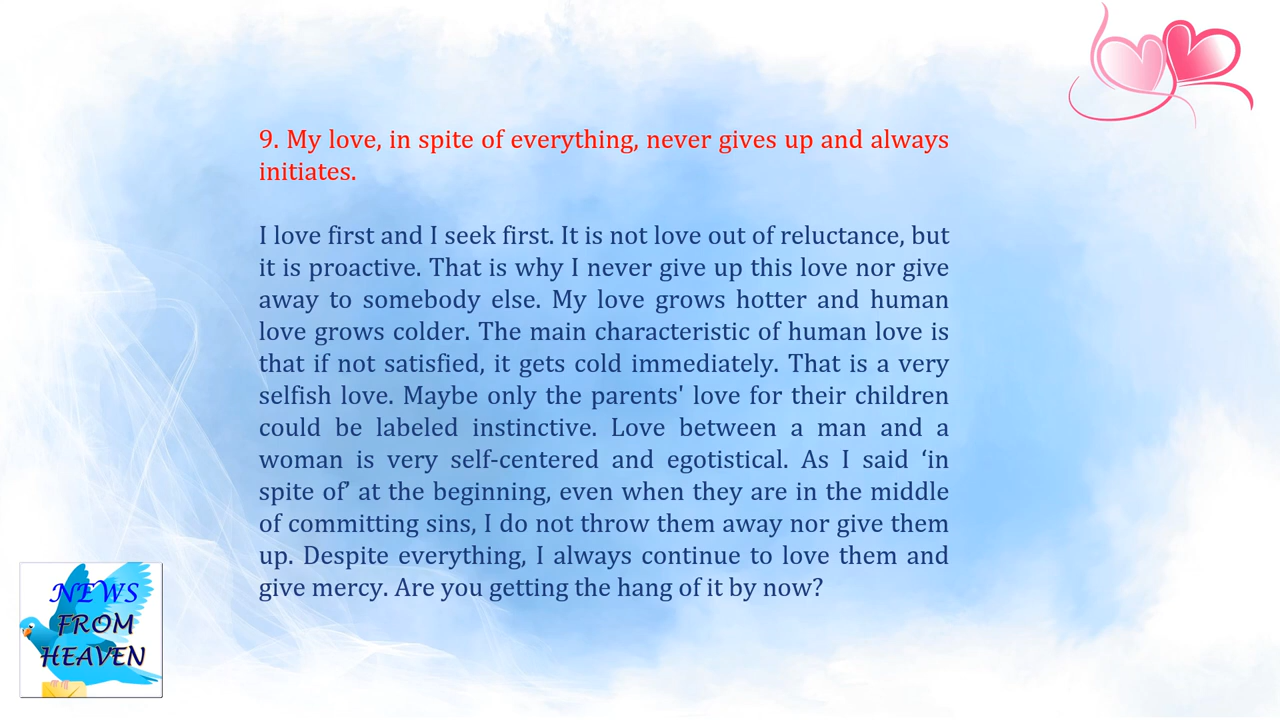 9. My love, in spite of everything, never gives up and always
initiates.
I love first and I seek first. It is not love out of reluctance, but
it is proactive. That is why I never give up this love nor give
away to somebody else. My love grows hotter and human
love grows colder. The main characteristic of human love is
that if not satisfied, it gets cold immediately. That is a very
selfish love. Maybe only the parents' love for their children
could be labeled instinctive. Love between a man and a
woman is very self-centered and egotistical. As I said ‘in
spite of’ at the beginning, even when they are in the middle
of committing sins, I do not throw them away nor give them
up. Despite everything, I always continue to love them and
give mercy. Are you getting the hang of it by now?
NEWS
FROM
HEAVEN